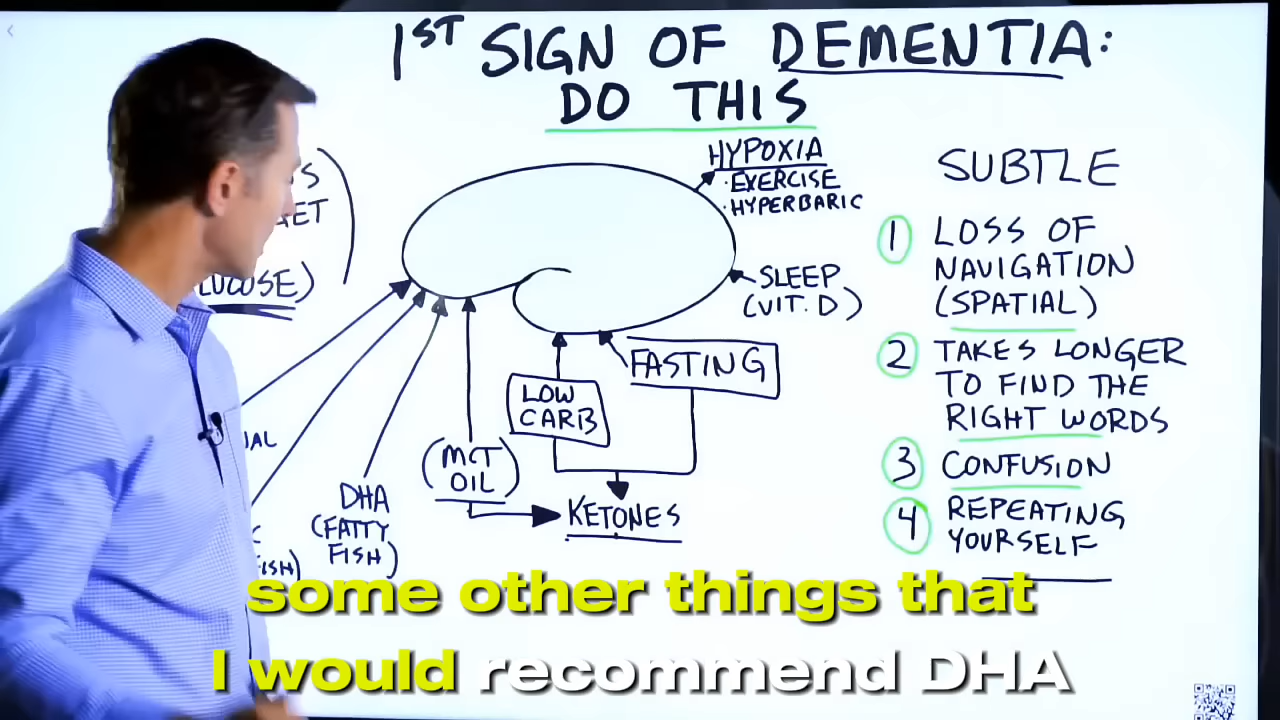 1ST SIGN OF DEMENTIA:
DO THIS
HYPOXIA
·EXERCISE
·HYPERBARIC
SLEEP
(VIT. D)
FASTING
LOW
CARB
(MCT
OIL)
KETONES
DHA
(FATTY
FISH)
SUBTLE
1 LOSS OF
NAVIGATION
(SPATIAL)
2 TAKES LONGER
TO FIND THE
RIGHT WORDS
3 CONFUSION
4 REPEATING
YOURSELF
some other things that
I would recommend DHA